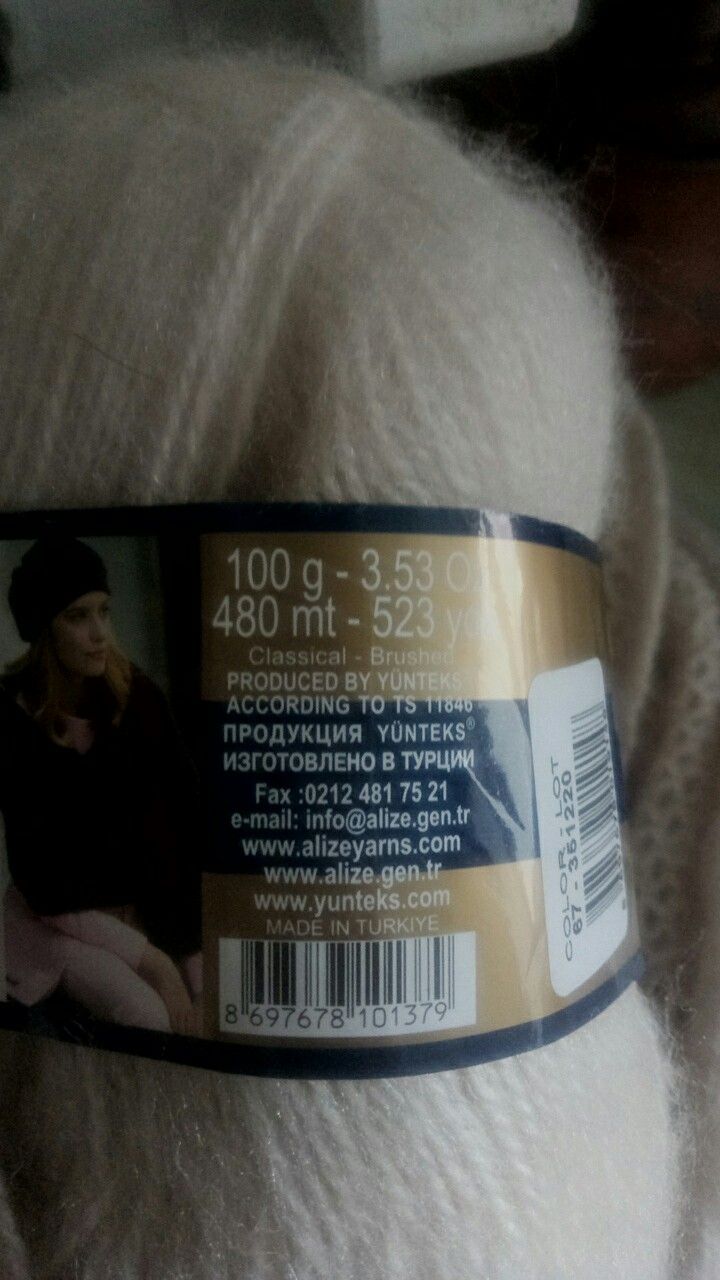 100 g - 3.53
480 mt - 523
Classical - Brushed
PRODUCED BY YÜNTEKS
ACCORDING TO TS 11846
ПРОДУКЦИЯ YÜNTEKS®
ИЗГОТОВЛЕНО В ТУРЦИИ
Fax :0212 481 75 21
e-mail: info@alize.gen.tr
www.alizeyarns.com
www.alize.gen.tr
www.yunteks.com
MADE IN TURKIYE
8 697678 101379
COLOR - LOT
67 - 351220